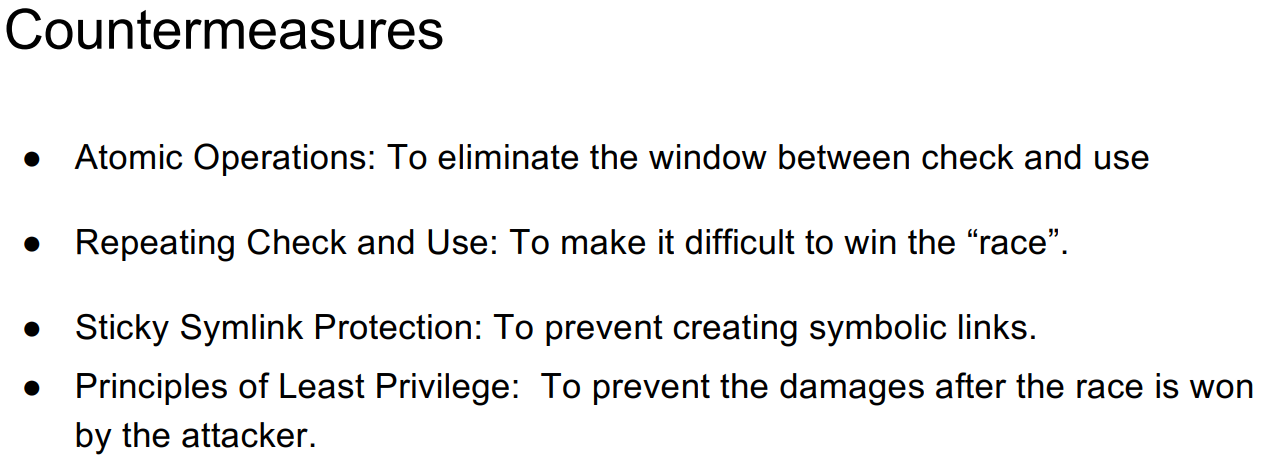 Countermeasures
● Atomic Operations: To eliminate the window between check and use
● Repeating Check and Use: To make it difficult to win the “race”.
● Sticky Symlink Protection: To prevent creating symbolic links.
● Principles of Least Privilege:  To prevent the damages after the race is won
by the attacker.